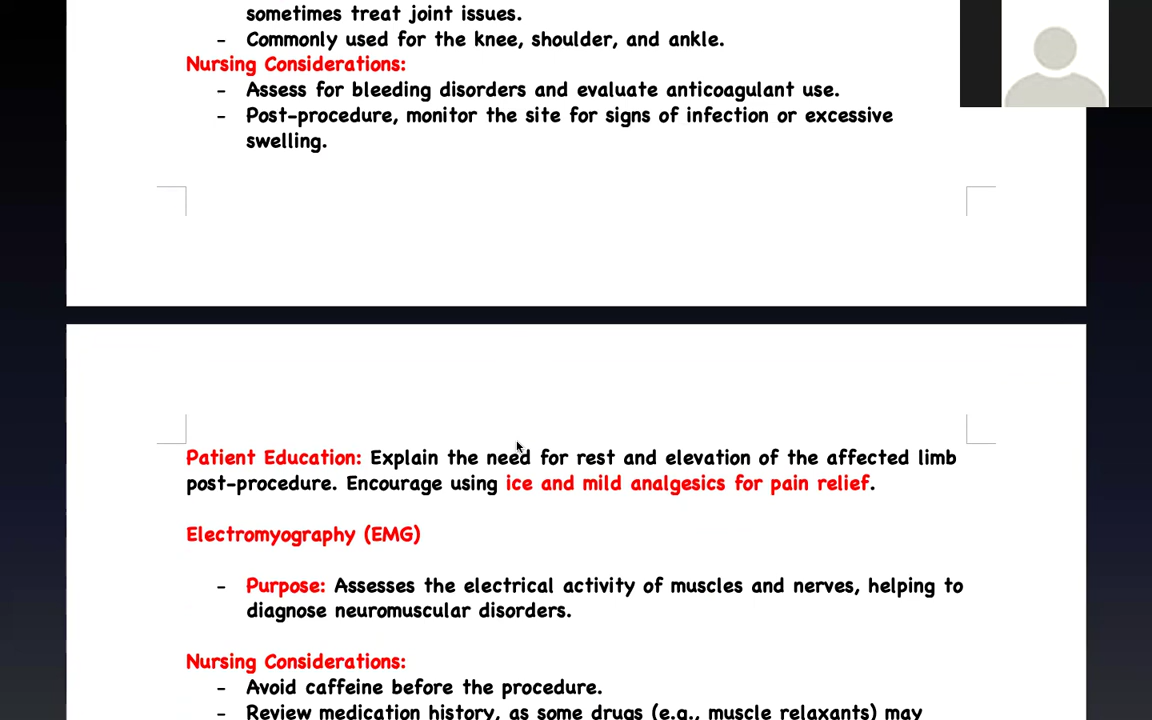 sometimes treat joint issues.
- Commonly used for the knee, shoulder, and ankle.
Nursing Considerations:
- Assess for bleeding disorders and evaluate anticoagulant use.
- Post-procedure, monitor the site for signs of infection or excessive
swelling.
Patient Education: Explain the need for rest and elevation of the affected limb
post-procedure. Encourage using ice and mild analgesics for pain relief.
Electromyography (EMG)
- Purpose: Assesses the electrical activity of muscles and nerves, helping to
diagnose neuromuscular disorders.
Nursing Considerations:
- Avoid caffeine before the procedure.
- Review medication history, as some drugs (e.g., muscle relaxants) may